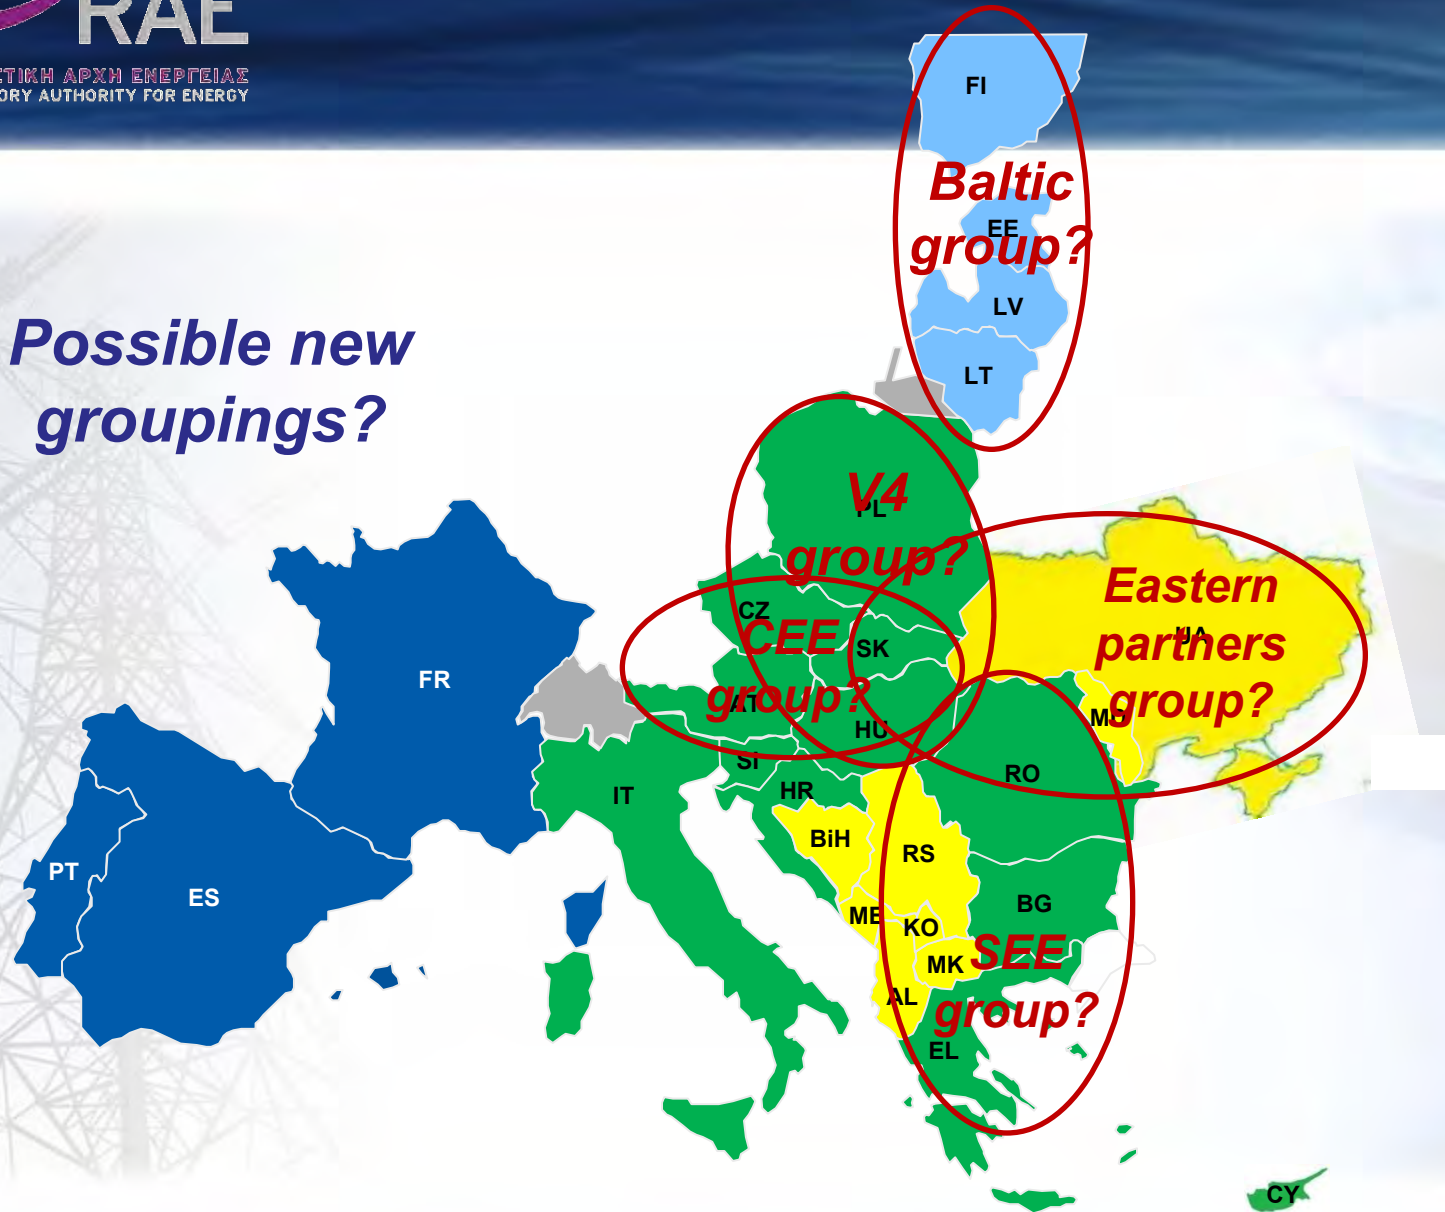 RAE
ΤΙΚΗ ΑΡΧΗ ΕΝΕΡΓΕΙΑΣ
ORY AUTHORITY FOR ENERGY
Possible new
groupings?
FI
Baltic
EE
group?
LV
LT
V4
PL
group?
Eastern
UA
partners
group?
CZ
CEE
SK
group?
FR
AT
HU
MD
SI
RO
IT
HR
BiH
RS
PT
ES
BG
ME
KO
MK
SEE
AL
group?
EL
CY